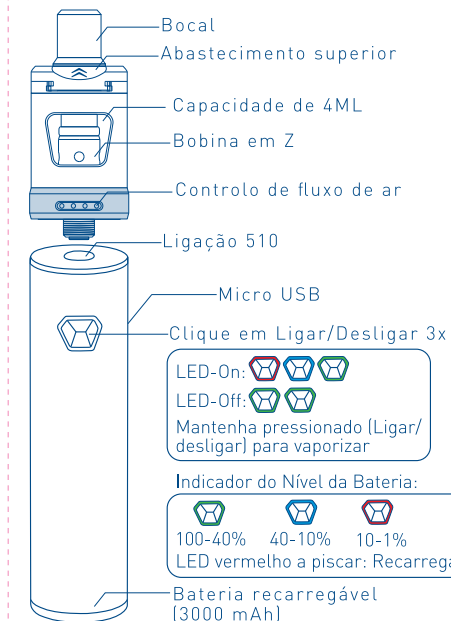 Bocal
Abastecimento superior
Capacidade de 4ML
Bobina em Z
Controlo de fluxo de ar
Ligação 510
Micro USB
Clique em Ligar/Desligar 3x
LED-On:
LED-Off:
Mantenha pressionado (Ligar/
desligar) para vaporizar
Indicador do Nível da Bateria:
100-40% 40-10% 10-1%
LED vermelho a piscar:
Bateria recarregável
(3000 mAh)